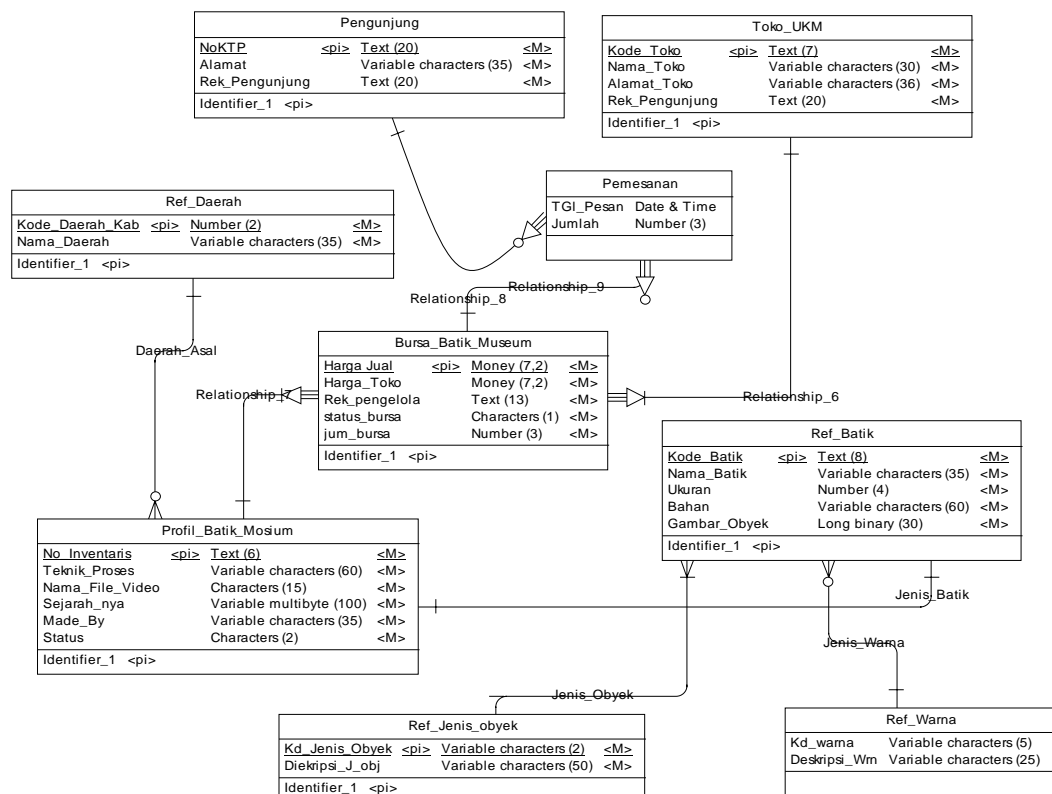 Pengunjung
NoKTP <pi> Text (20) <M>
Alamat Variable characters (35) <M>
Rek_Pengunjung Text (20) <M>
Identifier_1 <pi>
Toko_UKM
Kode_Toko <pi> Text (7) <M>
Nama_Toko Variable characters (30) <M>
Alamat_Toko Variable characters (36) <M>
Rek_Pengunjung Text (20) <M>
Identifier_1 <pi>
Pemesanan
TGl_Pesan Date & Time
Jumlah Number (3)
Ref_Daerah
Kode_Daerah_Kab <pi> Number (2) <M>
Nama_Daerah Variable characters (35) <M>
Identifier_1 <pi>
Relationship_9
Relationship_8
Daerah_Asal
Bursa_Batik_Museum
Harga Jual <pi> Money (7,2) <M>
Harga_Toko Money (7,2) <M>
Rek_pengelola Text (13) <M>
status_bursa Characters (1) <M>
jum_bursa Number (3) <M>
Identifier_1 <pi>
Relationship_7
Relationship_6
Ref_Batik
Kode_Batik <pi> Text (8) <M>
Nama_Batik Variable characters (35) <M>
Ukuran Number (4) <M>
Bahan Variable characters (60) <M>
Gambar_Obyek Long binary (30) <M>
Identifier_1 <pi>
Profil_Batik_Mosium
No_Inventaris <pi> Text (6) <M>
Teknik_Proses Variable characters (60) <M>
Nama_File_Video Characters (15) <M>
Sejarah_nya Variable multibyte (100) <M>
Made_By Variable characters (35) <M>
Status Characters (2) <M>
Identifier_1 <pi>
Jenis_Batik
Jenis_Warna
Jenis_Obyek
Ref_Jenis_obyek
Kd_Jenis_Obyek <pi> Variable characters (2) <M>
Diekripsi_J_obj Variable characters (50) <M>
Identifier_1 <pi>
Ref_Warna
Kd_warna Variable characters (5)
Deskripsi_Wrn Variable characters (25)